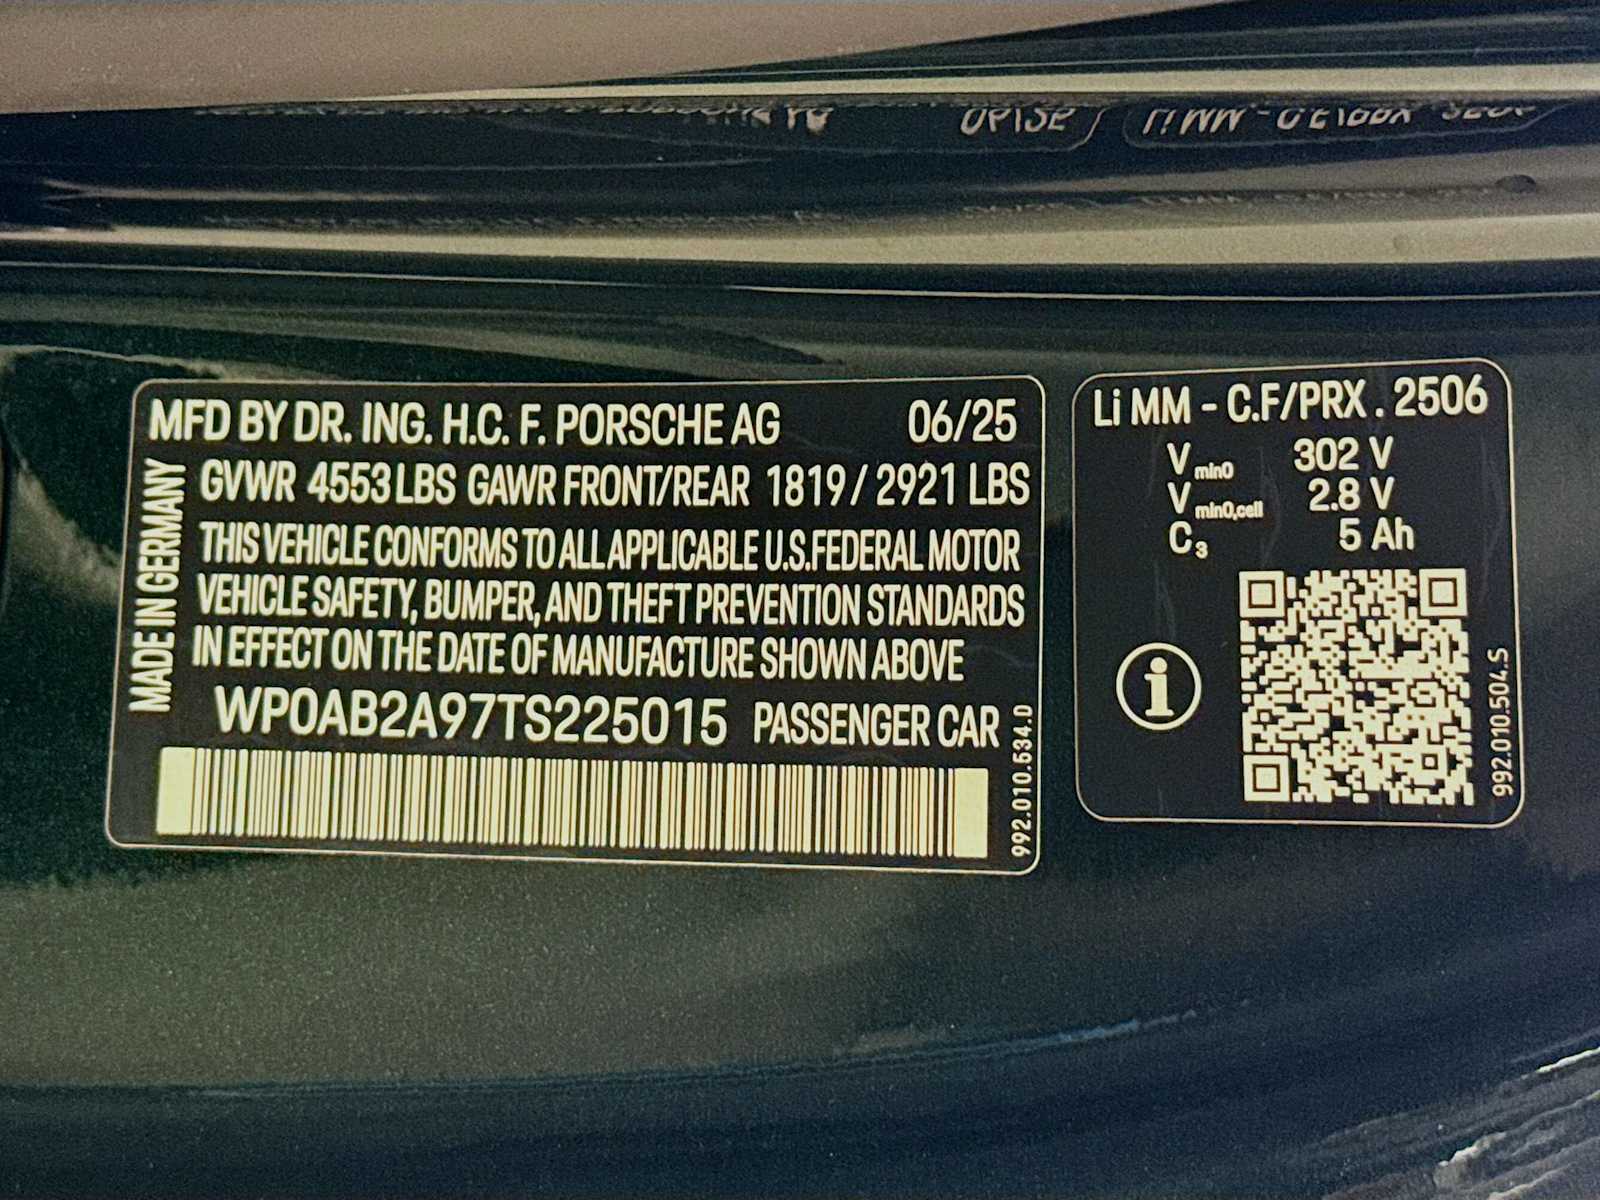 MFD BY DR. ING. H.C. F. PORSCHE AG 06/25
GVWR 4553 LBS GAWR FRONT/REAR 1819 / 2921 LBS
THIS VEHICLE CONFORMS TO ALL APPLICABLE U.S. FEDERAL MOTOR
VEHICLE SAFETY, BUMPER, AND THEFT PREVENTION STANDARDS
IN EFFECT ON THE DATE OF MANUFACTURE SHOWN ABOVE
WP0AB2A97TS225015 PASSENGER CAR
MADE IN GERMANY
992.010.634.D
Li MM - C.F/PRX . 2506
Vmin0 302 V
Vmin0,cell 2.8 V
C3 5 Ah
i
992.010.504.S